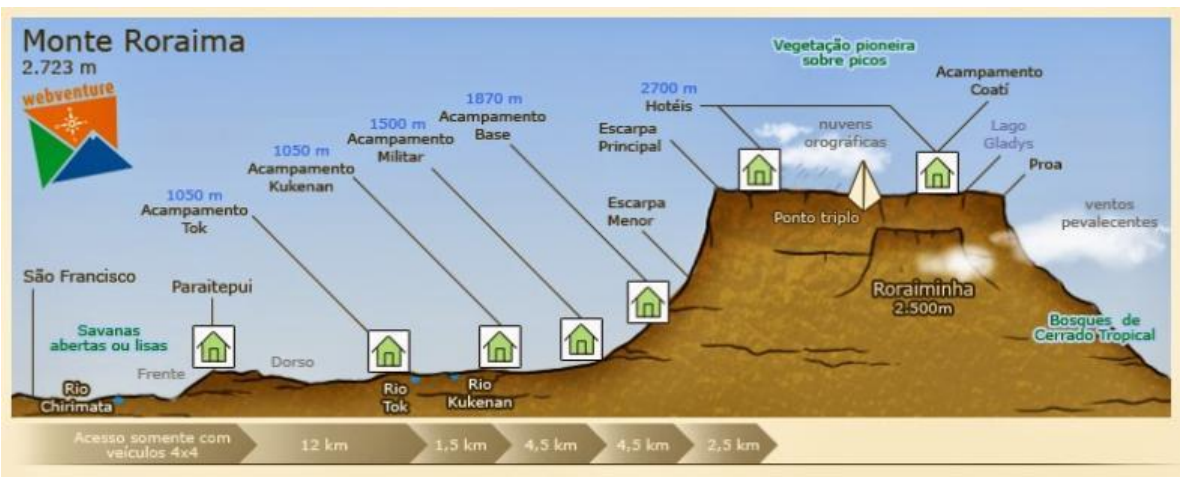 Monte Roraima
2.723 m
webventure
Vegetação pioneira
sobre picos
Acampamento
Coatí
2700 m
Hotéis
1870 m
Acampamento
Base
1500 m
Acampamento
Militar
1050 m
Acampamento
Kukenan
1050 m
Acampamento
Tok
Escarpa
Principal
nuvens
orográficas
Lago
Gladys
Proa
Escarpa
Menor
Ponto triplo
ventos
pevalecentes
São Francisco
Paraitepui
Roraiminha
2.500m
Savanas
abertas ou lisas
Bosques de
Cerrado Tropical
Frente
Dorso
Rio
Chirimata
Rio
Tok
Rio
Kukenan
Acesso somente com
veículos 4x4
12 km
1,5 km
4,5 km
4,5 km
2,5 km